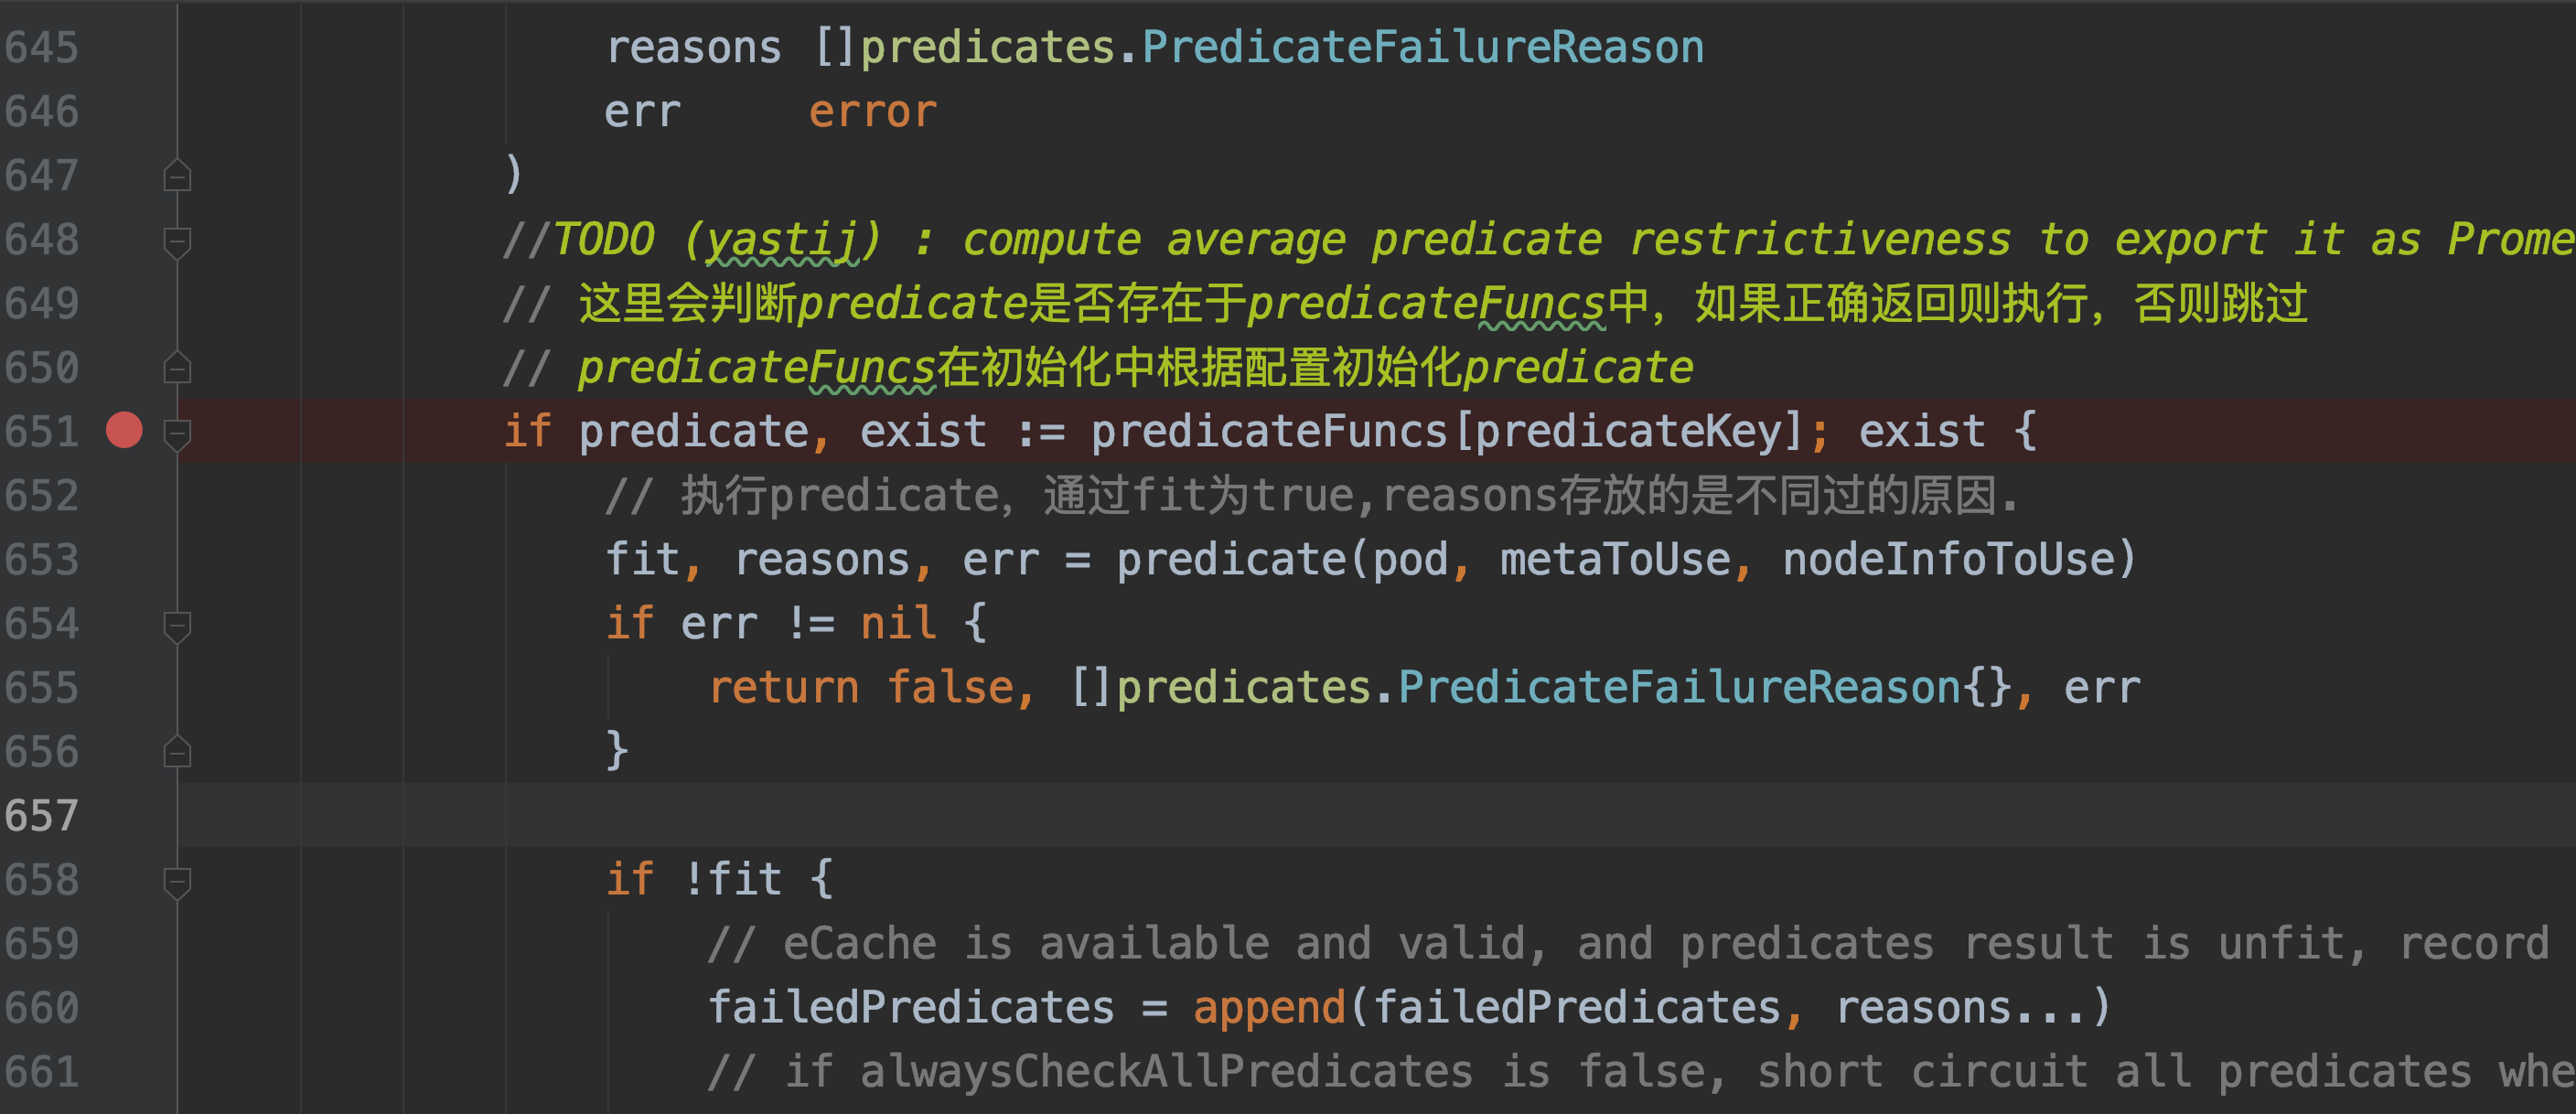 645 reasons []predicates.PredicateFailureReason
646 err error
647 )
648 //TODO (yastij) : compute average predicate restrictiveness to export it as Prome
649 // 这里会判断predicate是否存在于predicateFuncs中，如果正确返回则执行，否则跳过
650 // predicateFuncs在初始化中根据配置初始化predicate
651 if predicate, exist := predicateFuncs[predicateKey]; exist {
652 // 执行predicate，通过fit为true,reasons存放的是不同过的原因.
653 fit, reasons, err = predicate(pod, metaToUse, nodeInfoToUse)
654 if err != nil {
655 return false, []predicates.PredicateFailureReason{}, err
656 }
657
658 if !fit {
659 // eCache is available and valid, and predicates result is unfit, record
660 failedPredicates = append(failedPredicates, reasons...)
661 // if alwaysCheckAllPredicates is false, short circuit all predicates whe